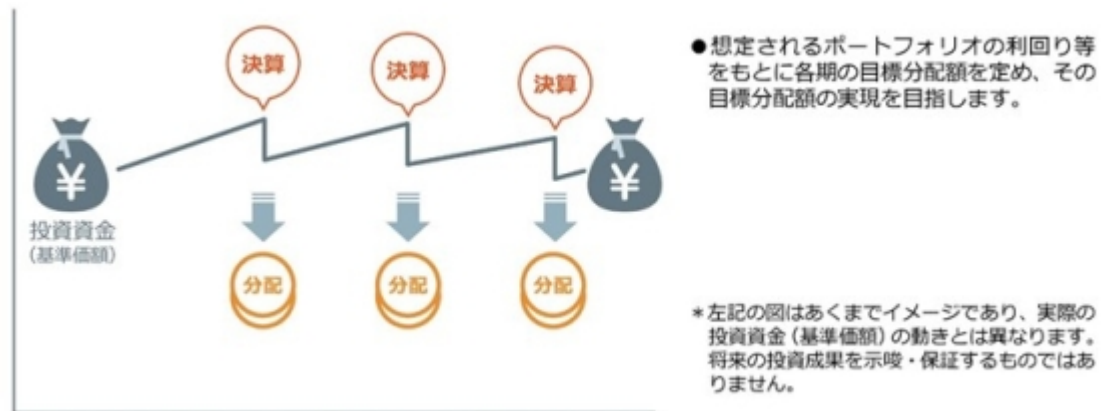 決算
決算
決算
¥
¥
投資資金
(基準価額)
分配
分配
分配
●想定されるポートフォリオの利回り等
をもとに各期の目標分配額を定め、その
目標分配額の実現を目指します。
*左記の図はあくまでイメージであり、実際の
投資資金(基準価額)の動きとは異なります。
将来の投資成果を示唆・保証するものではあ
りません。